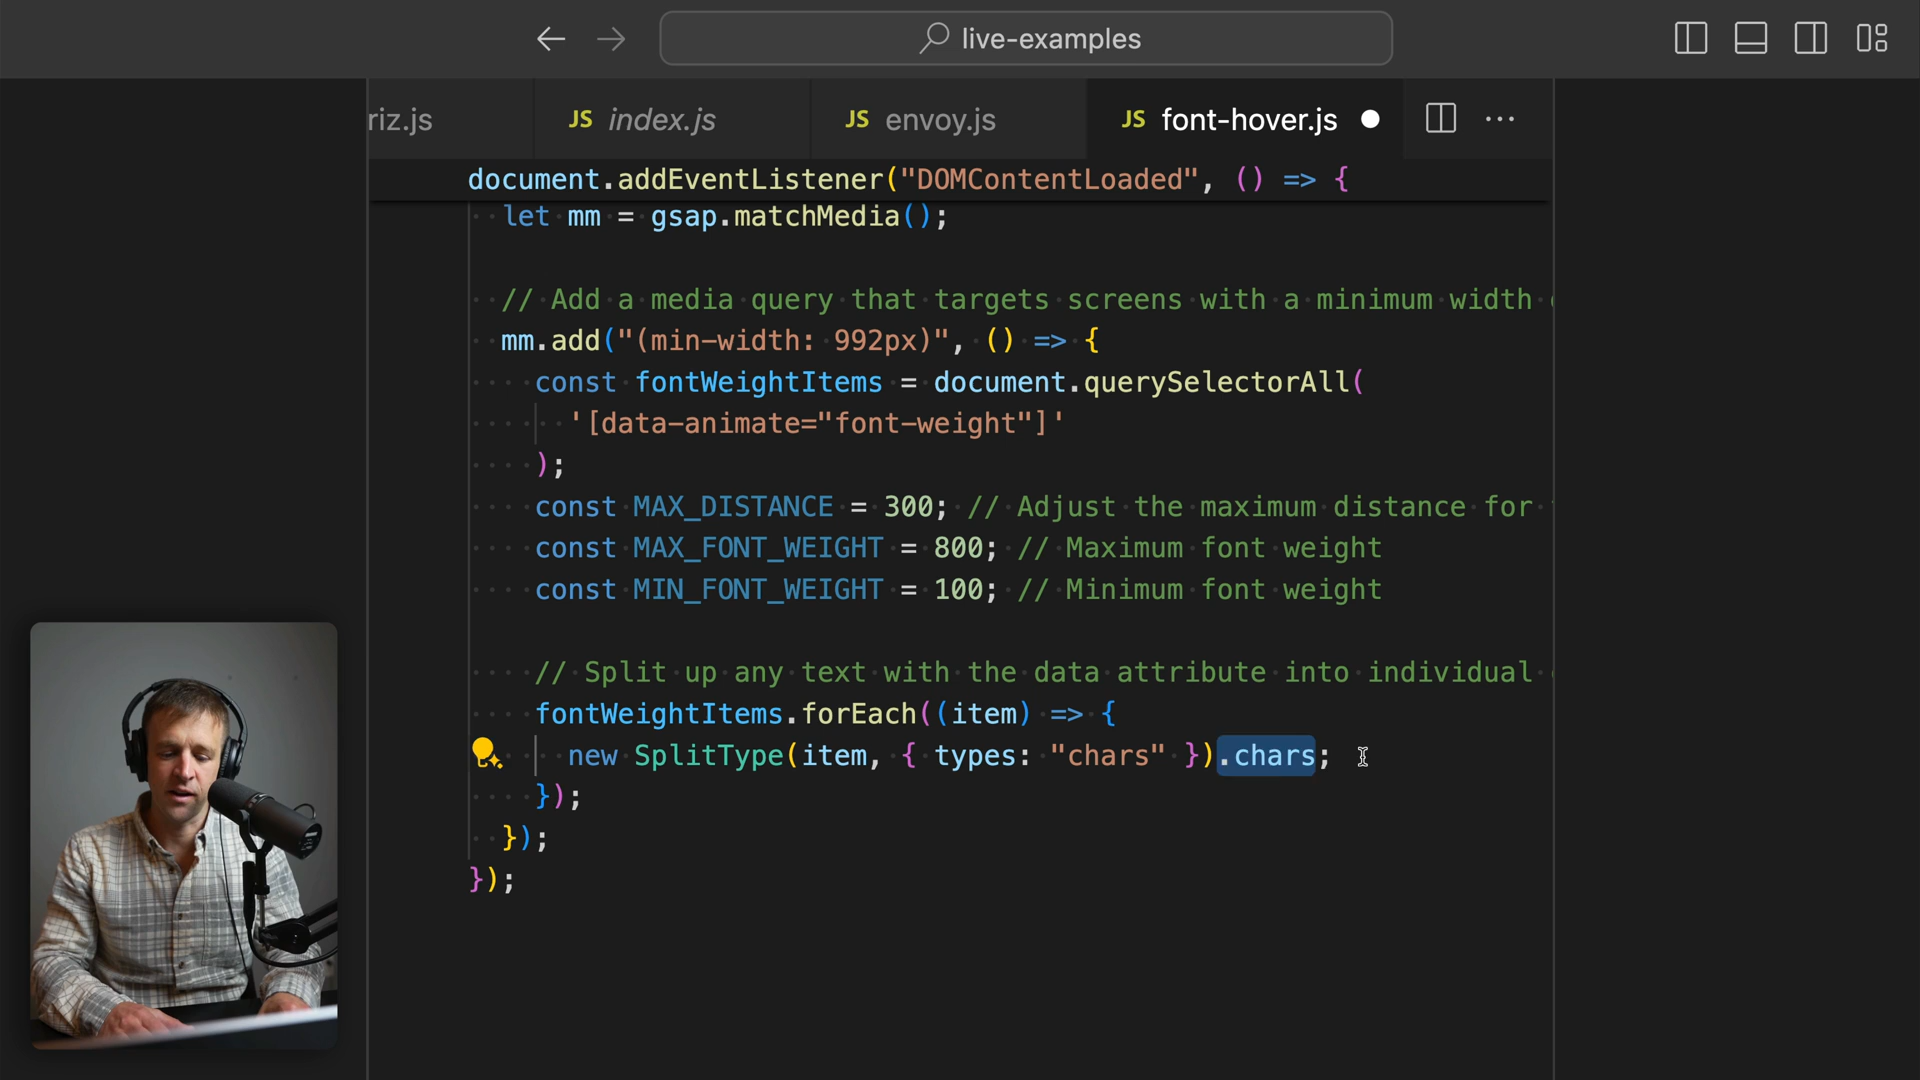 live-examples
riz.js
JS index.js
JS envoy.js
JS font-hover.js
document.addEventListener("DOMContentLoaded", () => {
let mm = gsap.matchMedia();
// Add a media query that targets screens with a minimum width
mm.add("(min-width: 992px)", () => {
const fontWeightItems = document.querySelectorAll(
'[data-animate="font-weight"]'
);
const MAX_DISTANCE = 300; // Adjust the maximum distance for
const MAX_FONT_WEIGHT = 800; // Maximum font weight
const MIN_FONT_WEIGHT = 100; // Minimum font weight
// Split up any text with the data attribute into individual
fontWeightItems.forEach((item) => {
new SplitType(item, { types: "chars" }).chars;
});
});
});